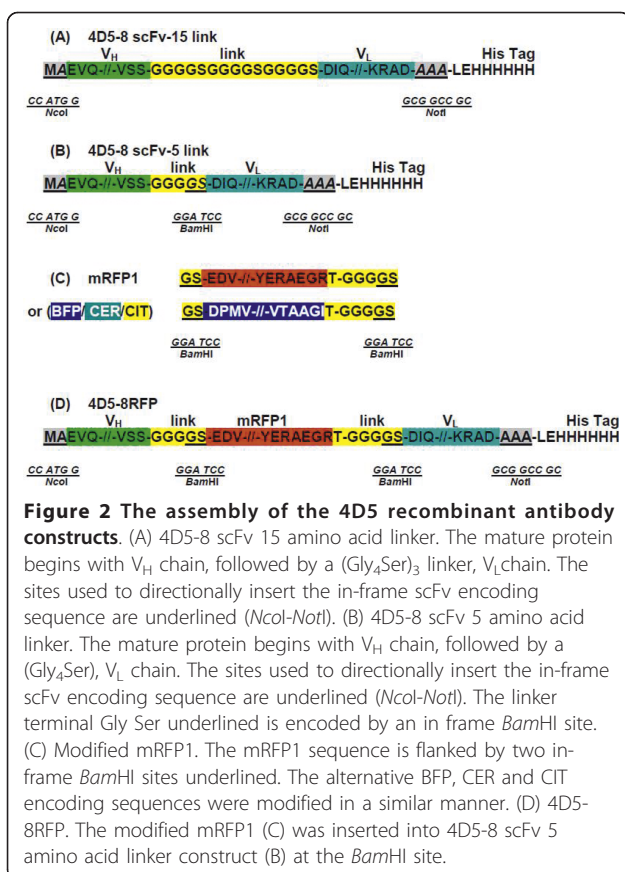 (A) 4D5-8 scFv-15 link
VH link VL His Tag
MAEVQ-//-VSS-GGGGSGGGGSGGGGS-DIQ-//-KRAD-AAA-LEHHHHHH
CC ATG G GCG GCC GC
NcoI NotI
(B) 4D5-8 scFv-5 link
VH link VL His Tag
MAEVQ-//-VSS-GGGGS-DIQ-//-KRAD-AAA-LEHHHHHH
CC ATG G GGA TCC GCG GCC GC
NcoI BamHI NotI
(C) mRFP1 GS-EDV-//-YERAEGRT-GGGGS
or (BFP/CER/CIT) GS DPMV-//-VTAAGIT-GGGGS
GGA TCC GGA TCC
BamHI BamHI
(D) 4D5-8RFP
VH link mRFP1 link VL His Tag
MAEVQ-//-VSS-GGGGS-EDV-//-YERAEGRT-GGGGS-DIQ-//-KRAD-AAA-LEHHHHHH
CC ATG G GGA TCC GGA TCC GCG GCC GC
NcoI BamHI BamHI NotI
Figure 2 The assembly of the 4D5 recombinant antibody
constructs. (A) 4D5-8 scFv 15 amino acid linker. The mature protein
begins with VH chain, followed by a (Gly4Ser)3 linker, VLchain. The
sites used to directionally insert the in-frame scFv encoding
sequence are underlined (NcoI-NotI). (B) 4D5-8 scFv 5 amino acid
linker. The mature protein begins with VH chain, followed by a
(Gly4Ser), VL chain. The sites used to directionally insert the in-frame
scFv encoding sequence are underlined (NcoI-NotI). The linker
terminal Gly Ser underlined is encoded by an in frame BamHI site.
(C) Modified mRFP1. The mRFP1 sequence is flanked by two in-
frame BamHI sites underlined. The alternative BFP, CER and CIT
encoding sequences were modified in a similar manner. (D) 4D5-
8RFP. The modified mRFP1 (C) was inserted into 4D5-8 scFv 5
amino acid linker construct (B) at the BamHI site.